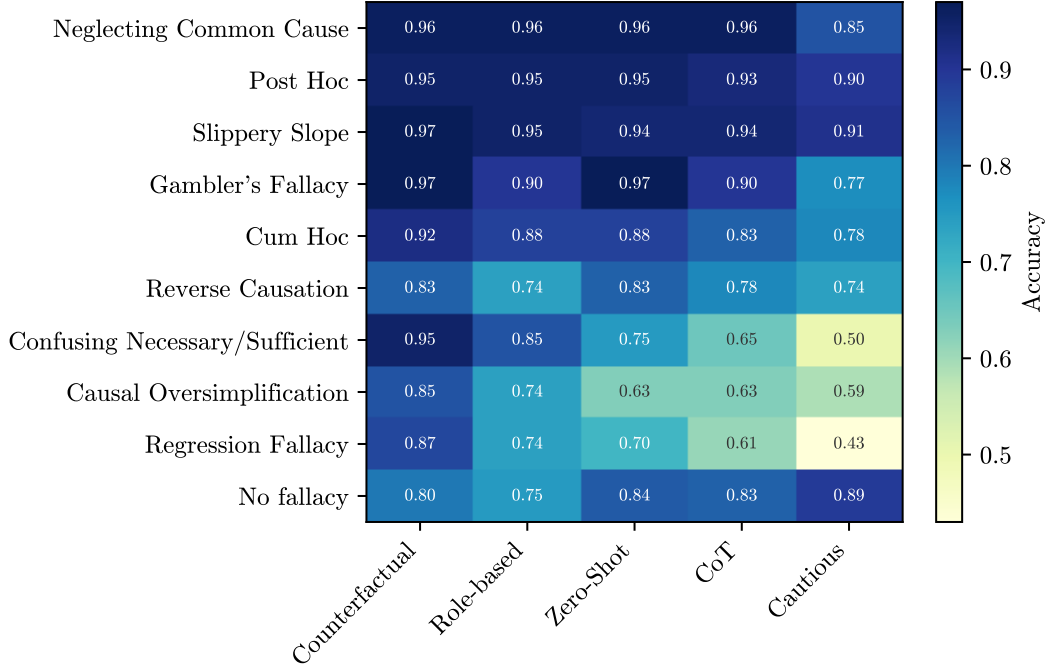 Neglecting Common Cause 0.96 0.96 0.96 0.96 0.85
Post Hoc 0.95 0.95 0.95 0.93 0.90
Slippery Slope 0.97 0.95 0.94 0.94 0.91
Gambler's Fallacy 0.97 0.90 0.97 0.90 0.77
Cum Hoc 0.92 0.88 0.88 0.83 0.78
Reverse Causation 0.83 0.74 0.83 0.78 0.74
Confusing Necessary/Sufficient 0.95 0.85 0.75 0.65 0.50
Causal Oversimplification 0.85 0.74 0.63 0.63 0.59
Regression Fallacy 0.87 0.74 0.70 0.61 0.43
No fallacy 0.80 0.75 0.84 0.83 0.89
Counterfactual
Role-based
Zero-Shot
CoT
Cautious
0.9
0.8
0.7
0.6
0.5
Accuracy